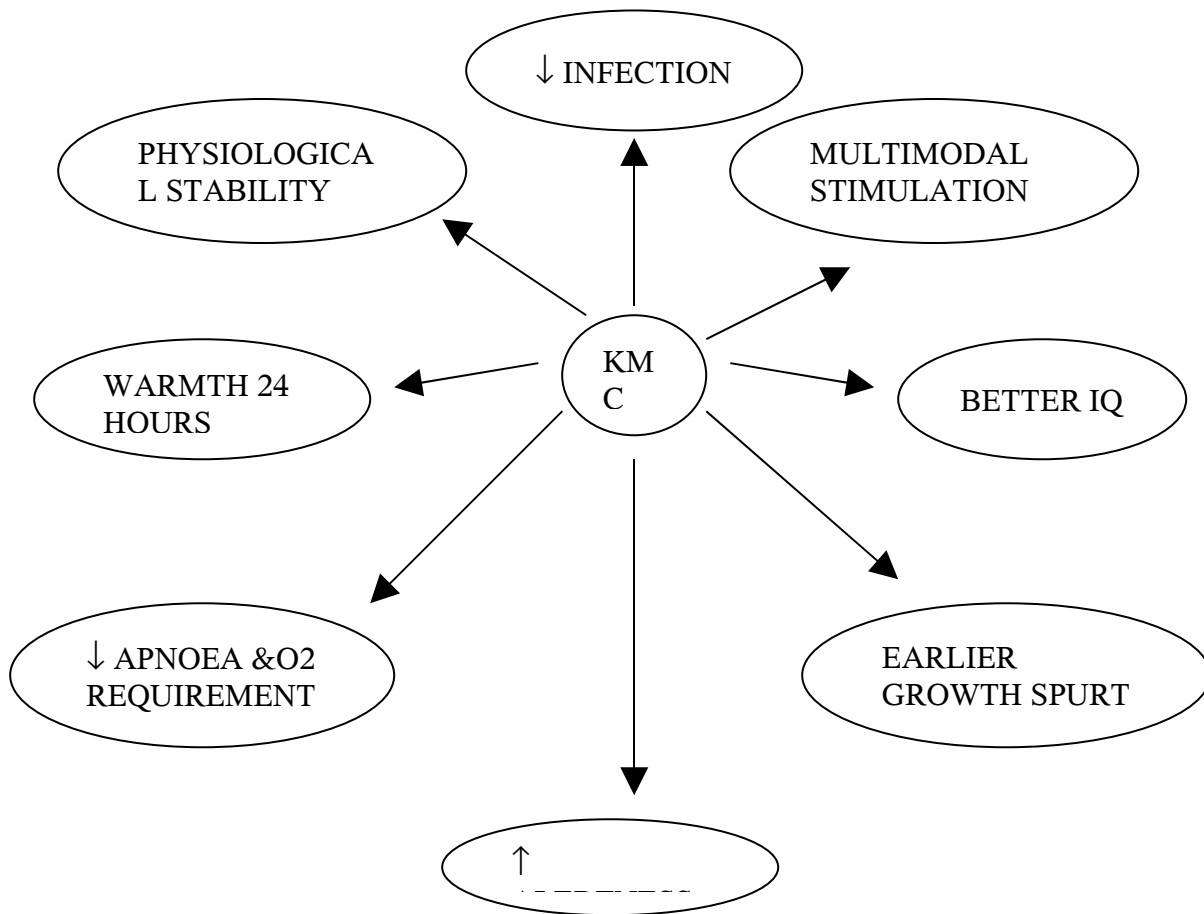 ↓ INFECTION
PHYSIOLOGICA
L STABILITY
MULTIMODAL
STIMULATION
KM
C
WARMTH 24
HOURS
BETTER IQ
↓ APNOEA &O2
REQUIREMENT
EARLIER
GROWTH SPURT
↑